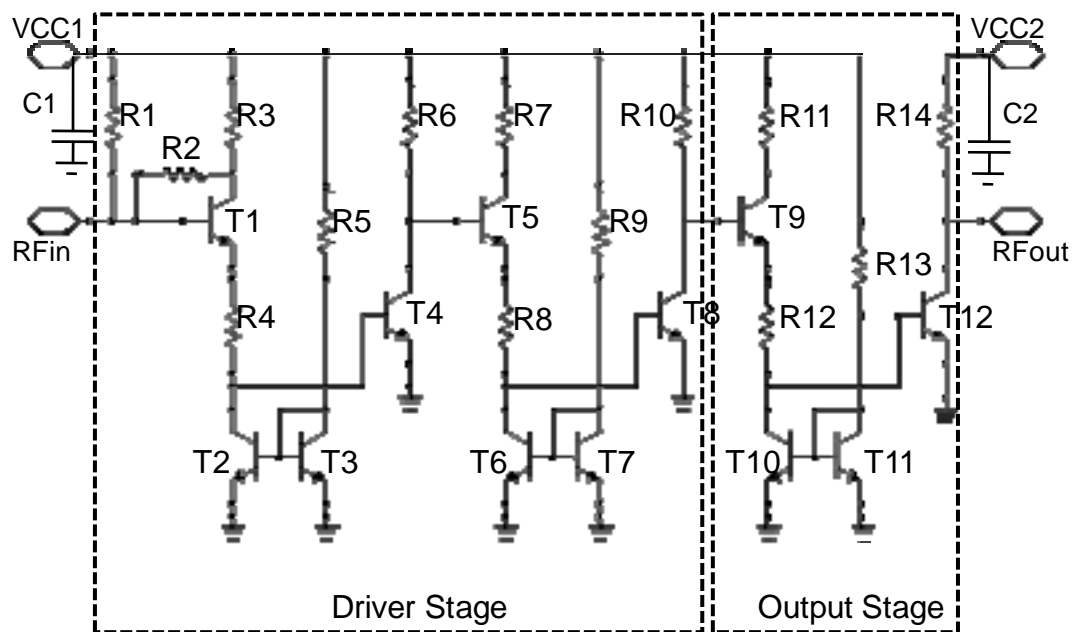 VCC1
VCC2
C1
R1
R3
R6
R7
R10
R11
R14
C2
R2
T1
R5
T5
R9
T9
RFin
RFout
R13
R4
T4
R8
T8
R12
T12
T2
T3
T6
T7
T10
T11
Driver Stage
Output Stage